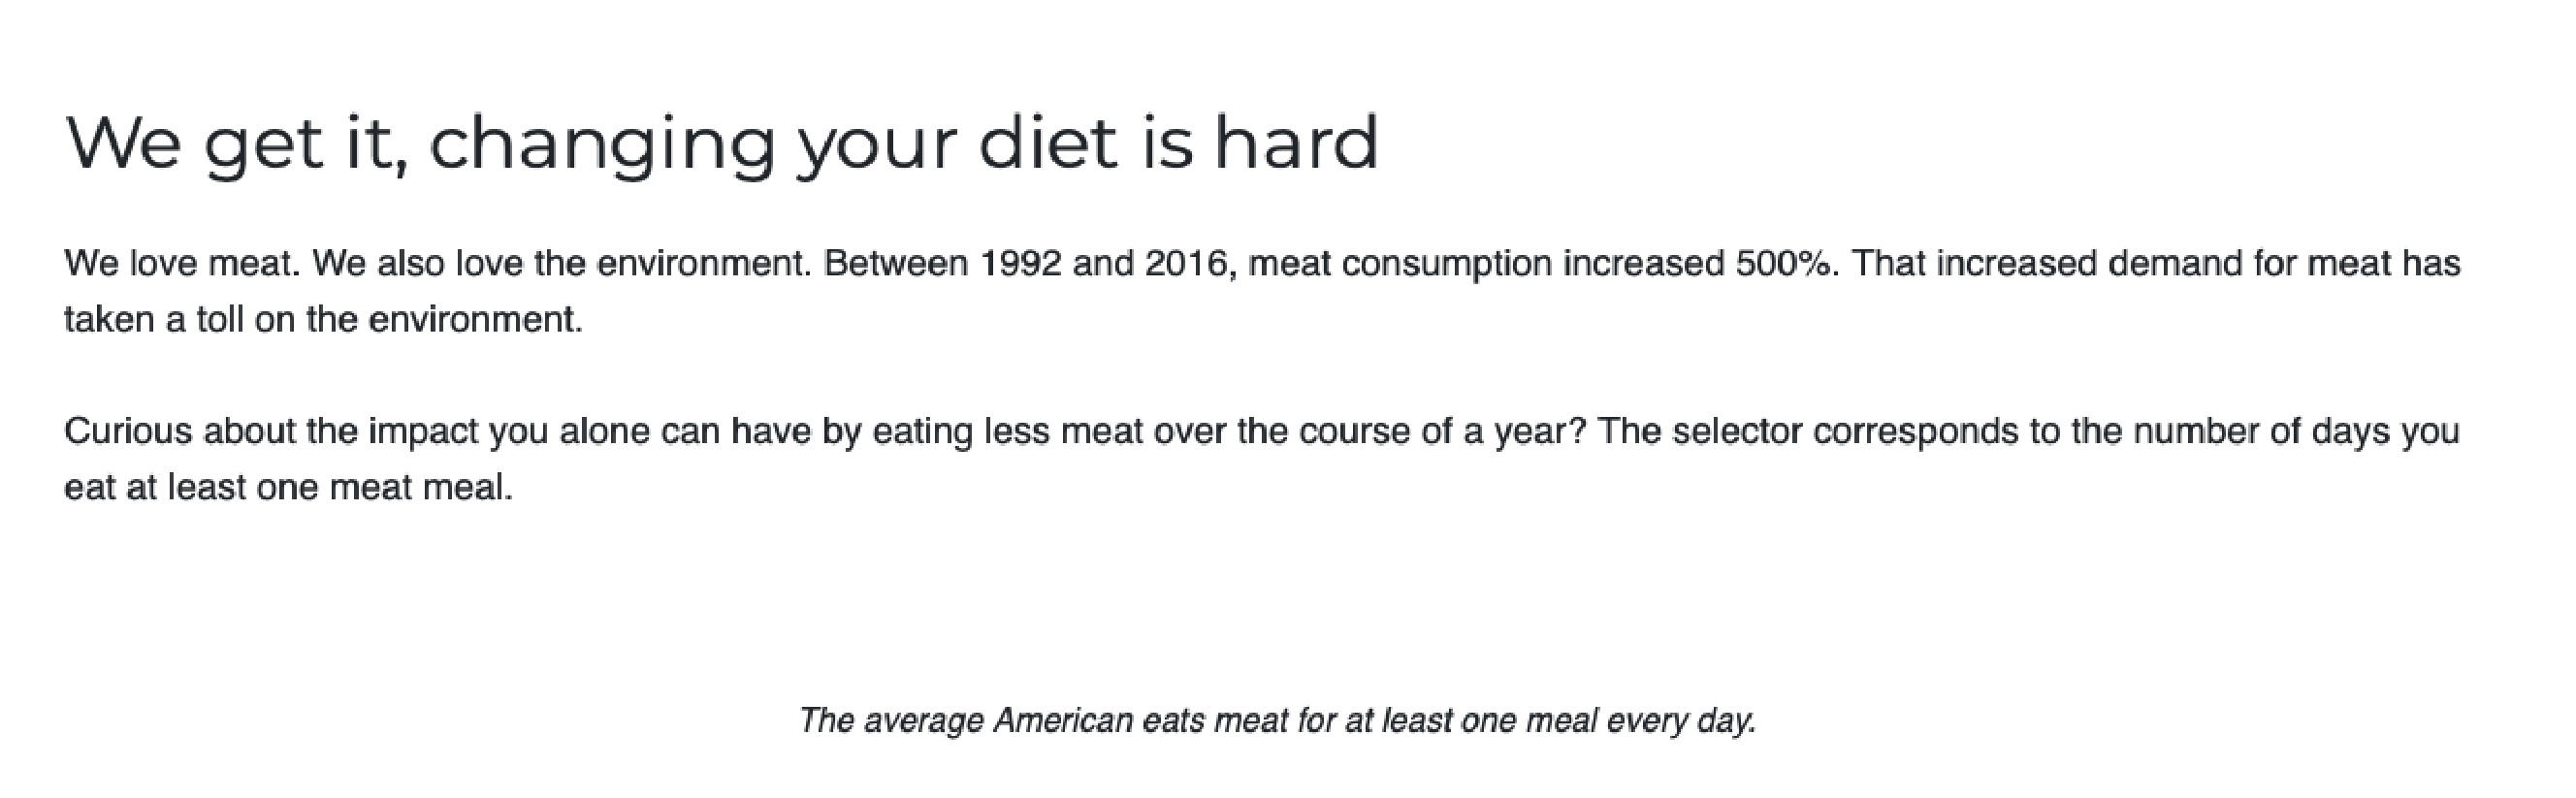 We get it, changing your diet is hard
We love meat. We also love the environment. Between 1992 and 2016, meat consumption increased 500%. That increased demand for meat has
taken a toll on the environment.
Curious about the impact you alone can have by eating less meat over the course of a year? The selector corresponds to the number of days you
eat at least one meat meal.
The average American eats meat for at least one meal every day.